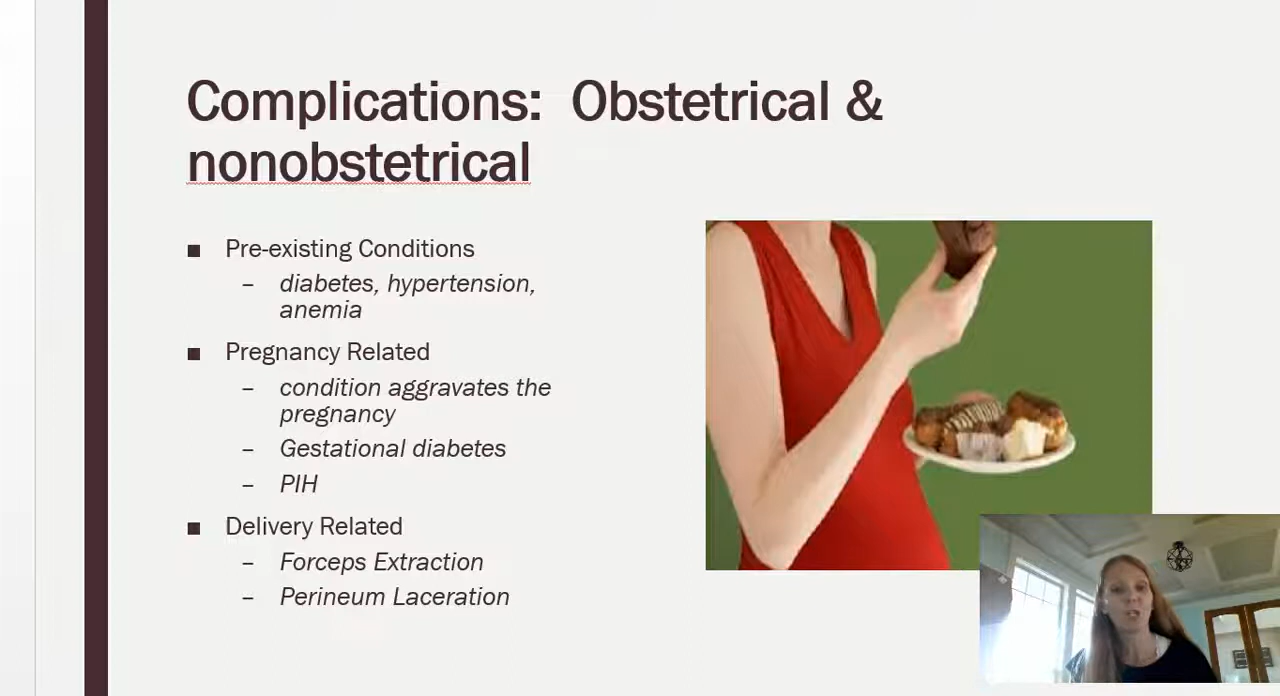 Complications: Obstetrical &
nonobstetrical
■ Pre-existing Conditions
– diabetes, hypertension,
anemia
■ Pregnancy Related
– condition aggravates the
pregnancy
– Gestational diabetes
– PIH
■ Delivery Related
– Forceps Extraction
– Perineum Laceration